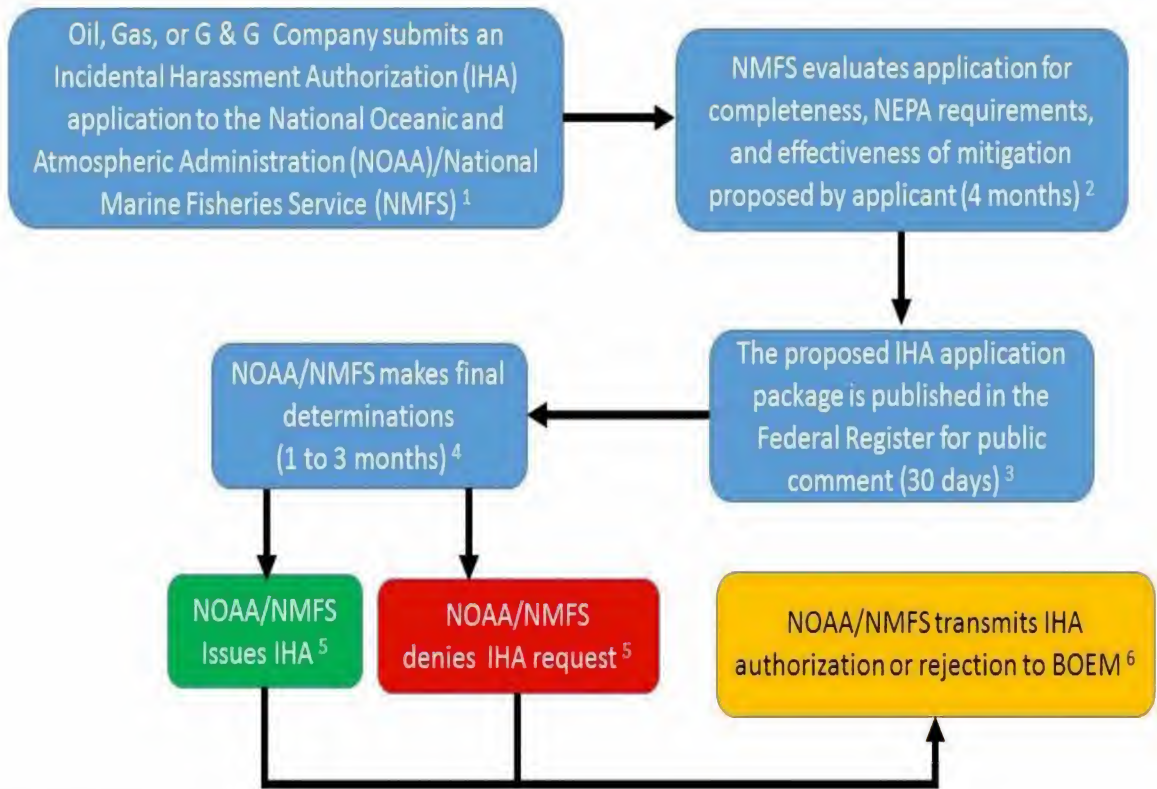 Oil, Gas, or G & G Company submits an
Incidental Harassment Authorization (IHA)
application to the National Oceanic and
Atmospheric Administration (NOAA)/National
Marine Fisheries Service (NMFS) 1
NMFS evaluates application for
completeness, NEPA requirements,
and effectiveness of mitigation
proposed by applicant (4 months) 2
The proposed IHA application
package is published in the
Federal Register for public
comment (30 days) 3
NOAA/NMFS makes final
determinations
(1 to 3 months) 4
NOAA/NMFS
Issues IHA 5
NOAA/NMFS
denies IHA request 5
NOAA/NMFS transmits IHA
authorization or rejection to BOEM 6